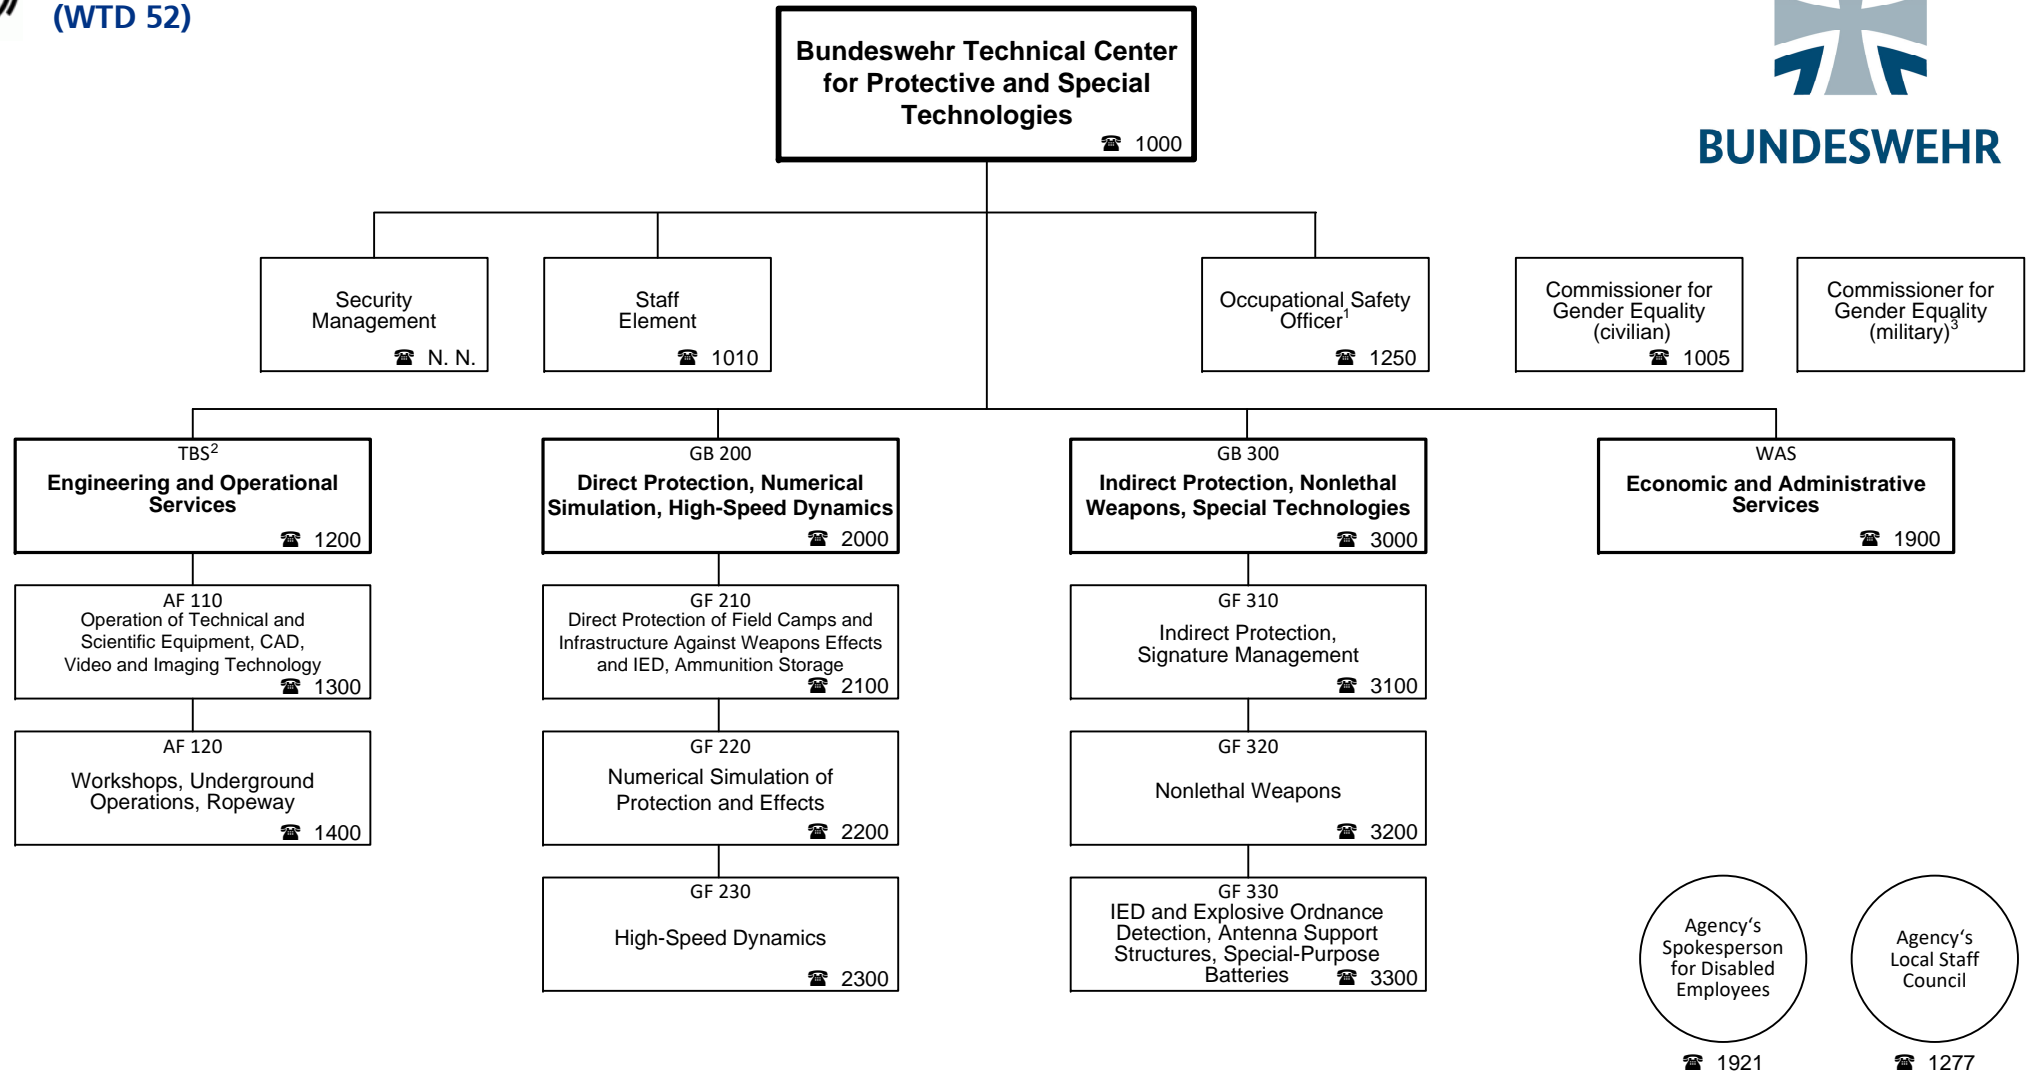 (WTD 52)
Bundeswehr Technical Center
for Protective and Special
Technologies
☎ 1000
BUNDESWEHR
Security
Management
☎ N. N.
Staff
Element
☎ 1010
Occupational Safety
Officer¹
☎ 1250
Commissioner for
Gender Equality
(civilian)
☎ 1005
Commissioner for
Gender Equality
(military)³
TBS²
Engineering and Operational
Services
☎ 1200
GB 200
Direct Protection, Numerical
Simulation, High-Speed Dynamics
☎ 2000
GB 300
Indirect Protection, Nonlethal
Weapons, Special Technologies
☎ 3000
WAS
Economic and Administrative
Services
☎ 1900
AF 110
Operation of Technical and
Scientific Equipment, CAD,
Video and Imaging Technology
☎ 1300
GF 210
Direct Protection of Field Camps and
Infrastructure Against Weapons Effects
and IED, Ammunition Storage
☎ 2100
GF 310
Indirect Protection,
Signature Management
☎ 3100
AF 120
Workshops, Underground
Operations, Ropeway
☎ 1400
GF 220
Numerical Simulation of
Protection and Effects
☎ 2200
GF 320
Nonlethal Weapons
☎ 3200
GF 230
High-Speed Dynamics
☎ 2300
GF 330
IED and Explosive Ordnance
Detection, Antenna Support
Structures, Special-Purpose
Batteries ☎ 3300
Agency‘s
Spokesperson
for Disabled
Employees
☎ 1921
Agency‘s
Local Staff
Council
☎ 1277